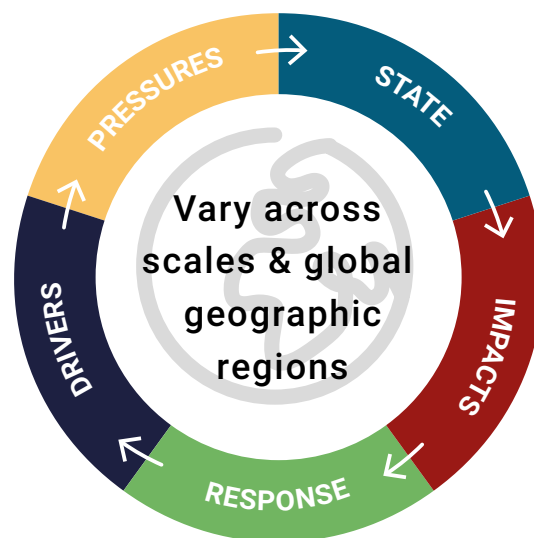 PRESSURES
STATE
IMPACTS
RESPONSE
DRIVERS
Vary across
scales & global
geographic
regions